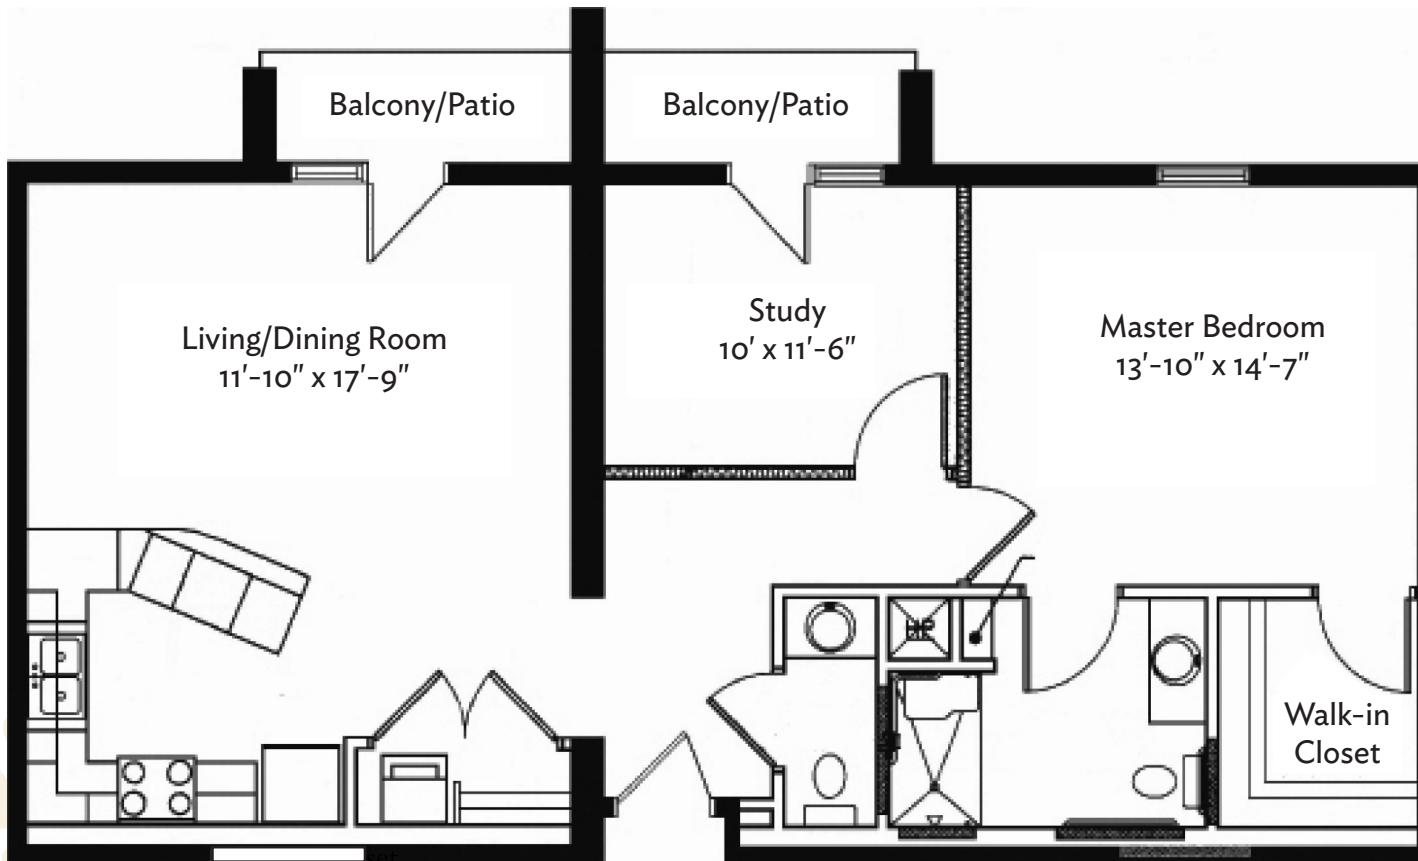 Balcony/Patio
Balcony/Patio
Living/Dining Room
11'-10" x 17'-9"
Study
10' x 11'-6"
Master Bedroom
13'-10" x 14'-7"
Walk-in
Closet